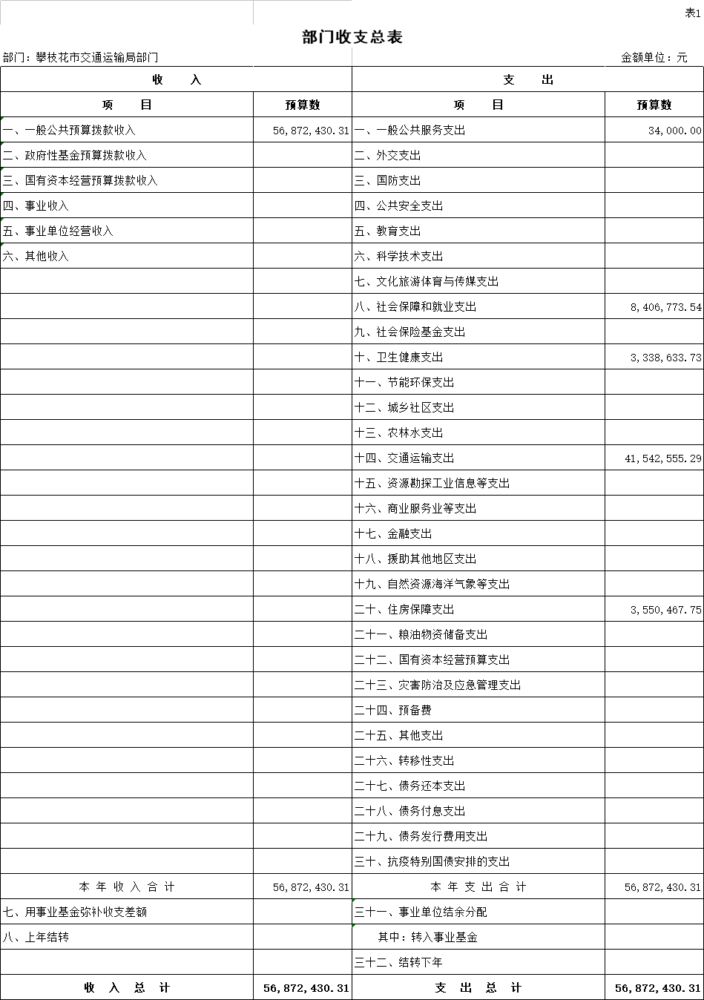 表1
部门收支总表
部门：攀枝花市交通运输局部门 金额单位：元
收 入 支 出
项 目 预算数 项 目 预算数
一、一般公共预算拨款收入 56,872,430.31 一、一般公共服务支出 34,000.00
二、政府性基金预算拨款收入 二、外交支出
三、国有资本经营预算拨款收入 三、国防支出
四、事业收入 四、公共安全支出
五、事业单位经营收入 五、教育支出
六、其他收入 六、科学技术支出
七、文化旅游体育与传媒支出
八、社会保障和就业支出 8,406,773.54
九、社会保险基金支出
十、卫生健康支出 3,338,633.73
十一、节能环保支出
十二、城乡社区支出
十三、农林水支出
十四、交通运输支出 41,542,555.29
十五、资源勘探工业信息等支出
十六、商业服务业等支出
十七、金融支出
十八、援助其他地区支出
十九、自然资源海洋气象等支出
二十、住房保障支出 3,550,467.75
二十一、粮油物资储备支出
二十二、国有资本经营预算支出
二十三、灾害防治及应急管理支出
二十四、预备费
二十五、其他支出
二十六、转移性支出
二十七、债务还本支出
二十八、债务付息支出
二十九、债务发行费用支出
三十、抗疫特别国债安排的支出
本 年 收 入 合 计 56,872,430.31 本 年 支 出 合 计 56,872,430.31
七、用事业基金弥补收支差额 三十一、事业单位结余分配
八、上年结转 其中：转入事业基金
三十二、结转下年
收 入 总 计 56,872,430.31 支 出 总 计 56,872,430.31